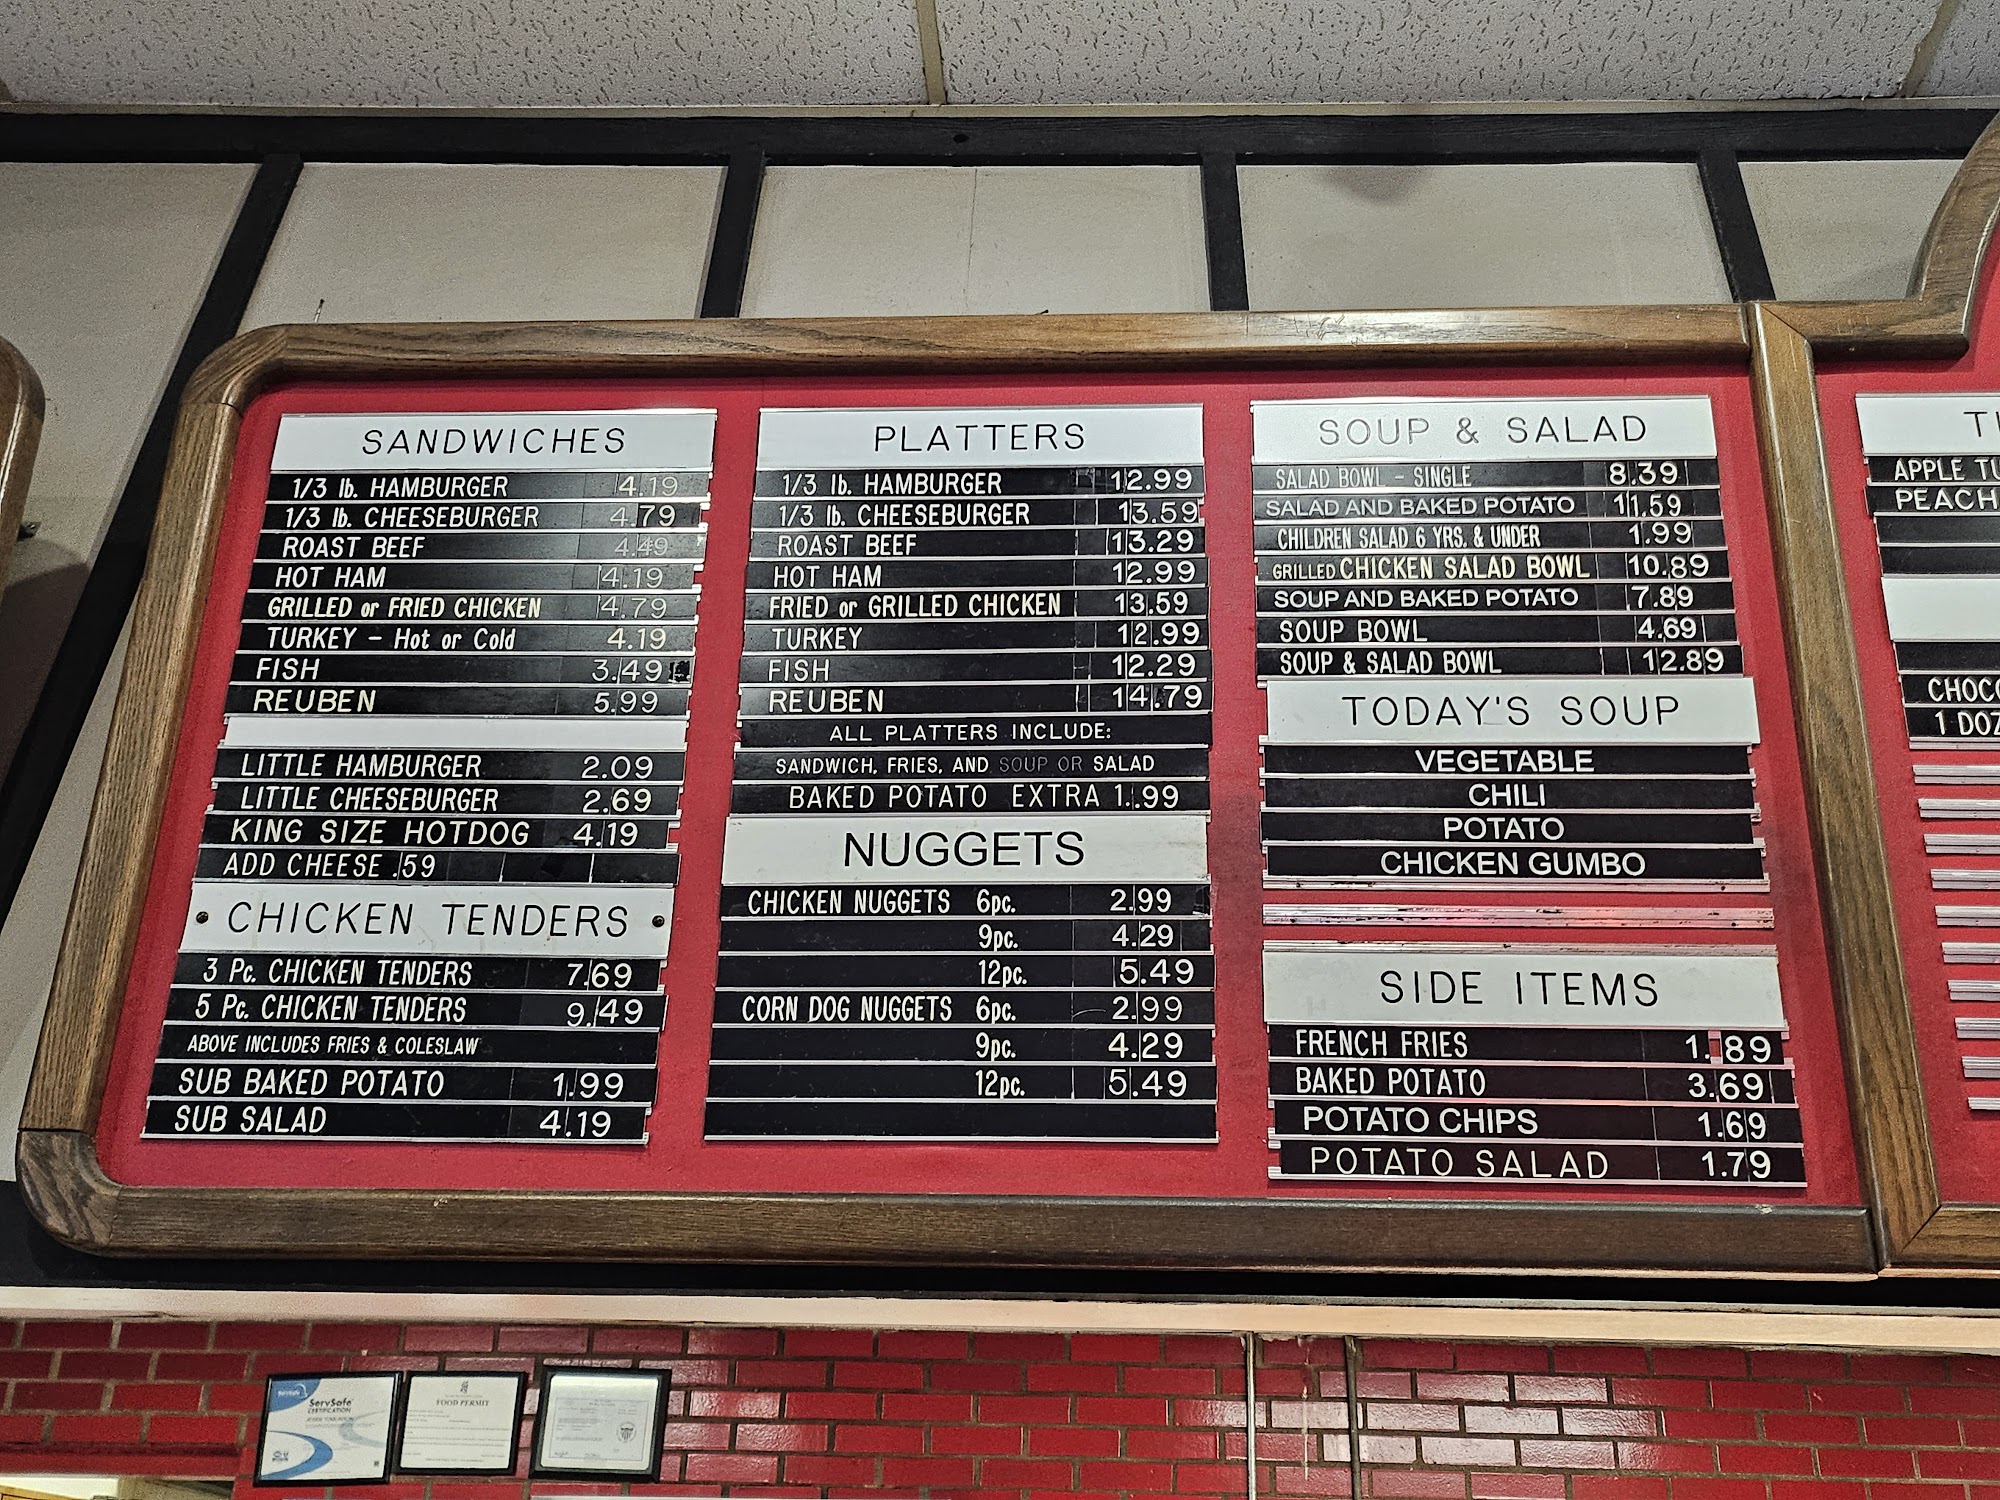 SANDWICHES
1/3 lb. HAMBURGER 4.19
1/3 lb. CHEESEBURGER 4.79
ROAST BEEF 4.49
HOT HAM 4.19
GRILLED or FRIED CHICKEN 4.79
TURKEY - Hot or Cold 4.19
FISH 3.49
REUBEN 5.99
LITTLE HAMBURGER 2.09
LITTLE CHEESEBURGER 2.69
KING SIZE HOTDOG 4.19
ADD CHEESE .59
CHICKEN TENDERS
3 Pc. CHICKEN TENDERS 7.69
5 Pc. CHICKEN TENDERS 9.49
ABOVE INCLUDES FRIES & COLESLAW
SUB BAKED POTATO 1.99
SUB SALAD 4.19
PLATTERS
1/3 lb. HAMBURGER 12.99
1/3 lb. CHEESEBURGER 13.59
ROAST BEEF 13.29
HOT HAM 12.99
FRIED or GRILLED CHICKEN 13.59
TURKEY 12.99
FISH 12.29
REUBEN 14.79
ALL PLATTERS INCLUDE:
SANDWICH, FRIES, AND SOUP OR SALAD
BAKED POTATO EXTRA 1.99
NUGGETS
CHICKEN NUGGETS 6pc. 2.99
9pc. 4.29
12pc. 5.49
CORN DOG NUGGETS 6pc. 2.99
9pc. 4.29
12pc. 5.49
SOUP & SALAD
SALAD BOWL - SINGLE 8.39
SALAD AND BAKED POTATO 11.59
CHILDREN SALAD 6 YRS. & UNDER 1.99
GRILLED CHICKEN SALAD BOWL 10.89
SOUP AND BAKED POTATO 7.89
SOUP BOWL 4.69
SOUP & SALAD BOWL 12.89
TODAY'S SOUP
VEGETABLE
CHILI
POTATO
CHICKEN GUMBO
SIDE ITEMS
FRENCH FRIES 1.89
BAKED POTATO 3.69
POTATO CHIPS 1.69
POTATO SALAD 1.79
APPLE
PEACH
1 DOZ
ServSafe
CERTIFICATION
FOOD PERMIT